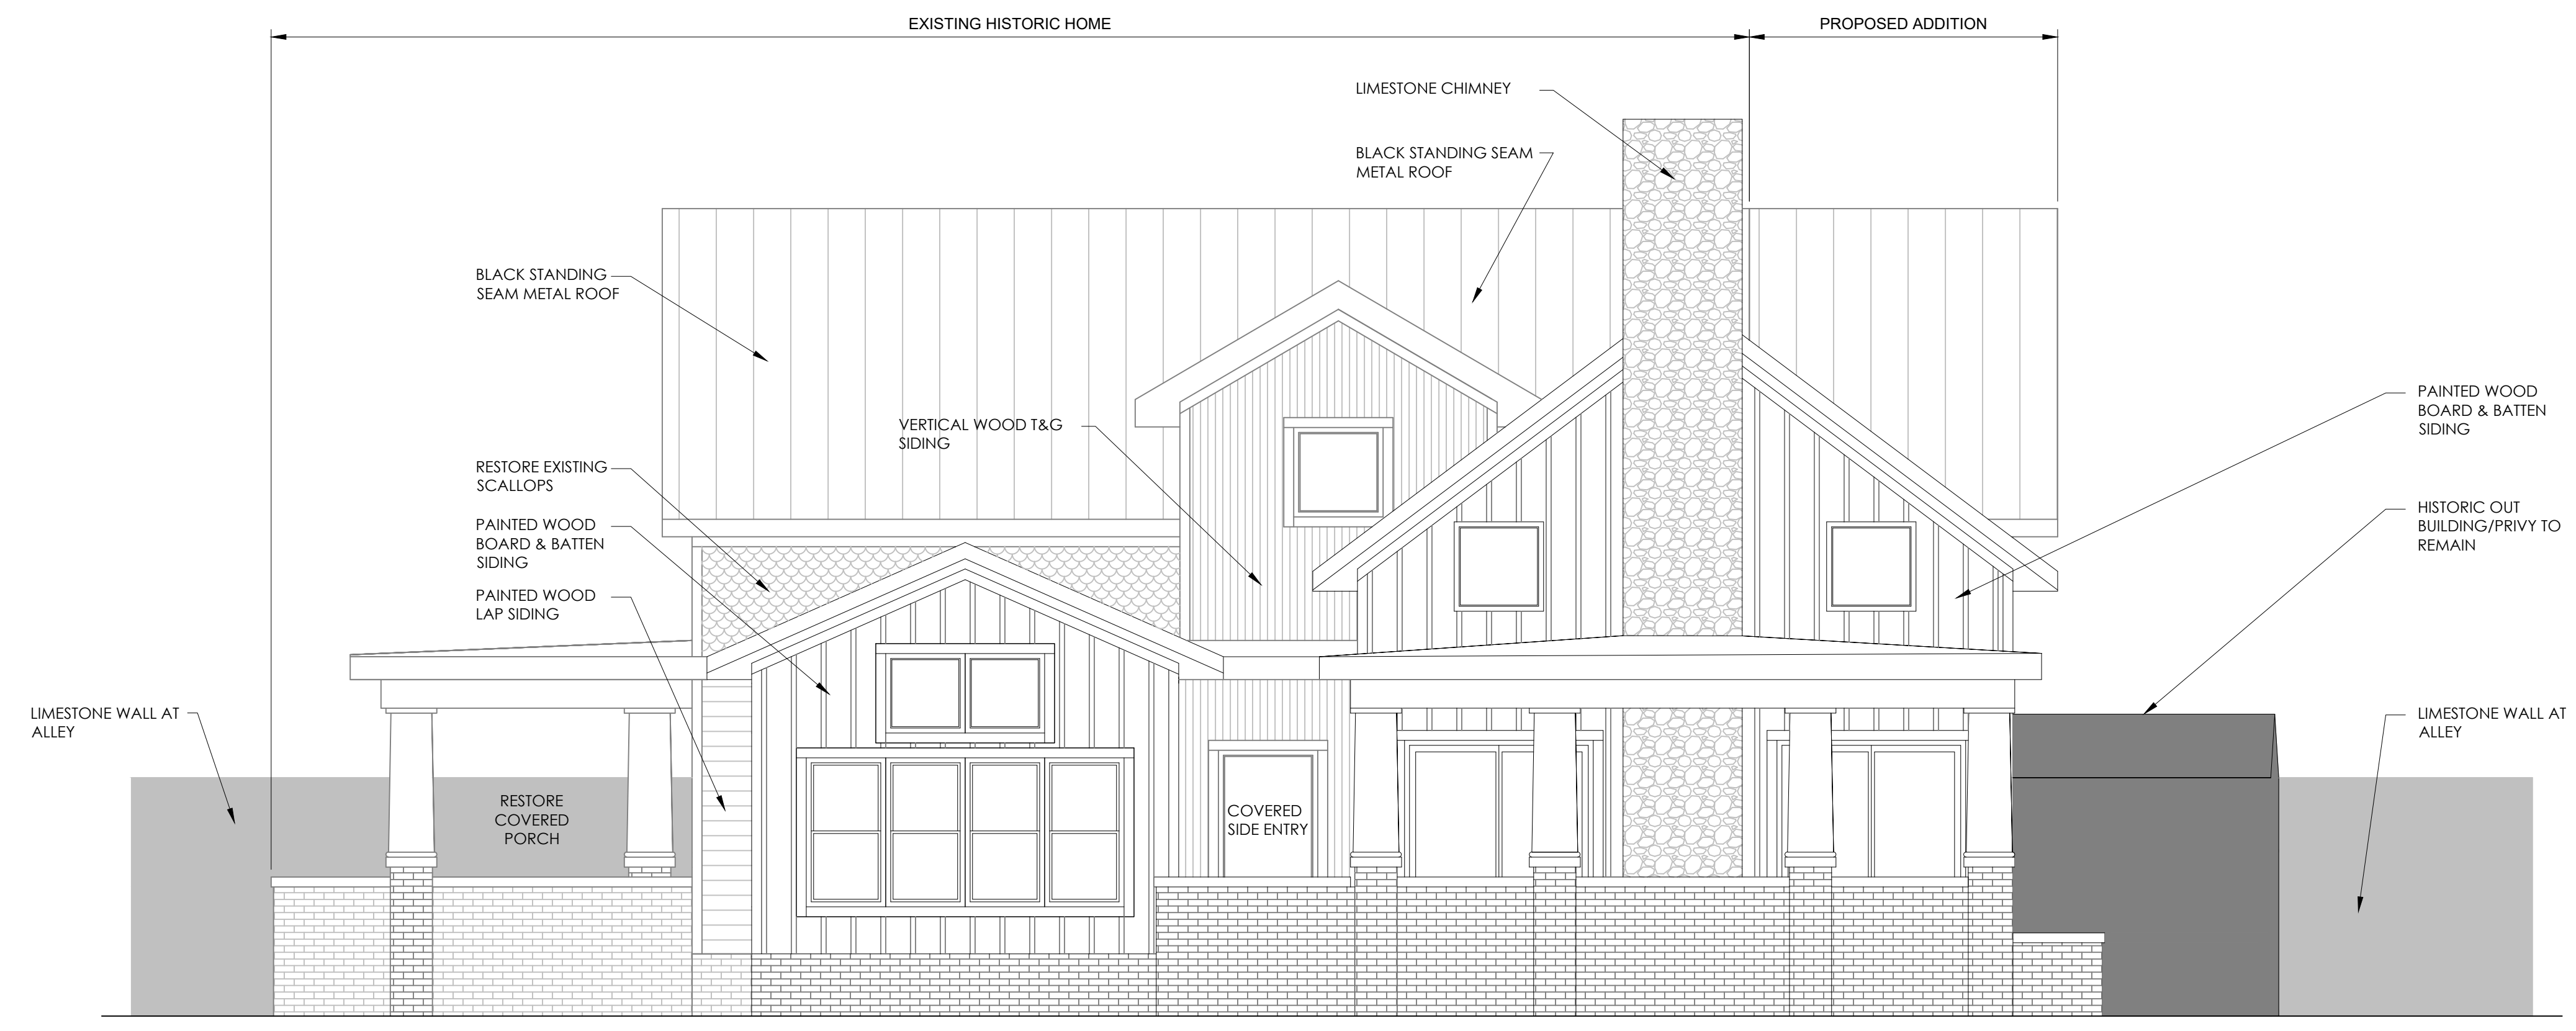 EXISTING HISTORIC HOME
PROPOSED ADDITION
LIMESTONE CHIMNEY
BLACK STANDING SEAM
METAL ROOF
BLACK STANDING
SEAM METAL ROOF
VERTICAL WOOD T&G
SIDING
RESTORE EXISTING
SCALLOPS
PAINTED WOOD
BOARD & BATTEN
SIDING
PAINTED WOOD
LAP SIDING
LIMESTONE WALL AT
ALLEY
RESTORE
COVERED
PORCH
COVERED
SIDE ENTRY
PAINTED WOOD
BOARD & BATTEN
SIDING
HISTORIC OUT
BUILDING/PRIVY TO
REMAIN
LIMESTONE WALL AT
ALLEY